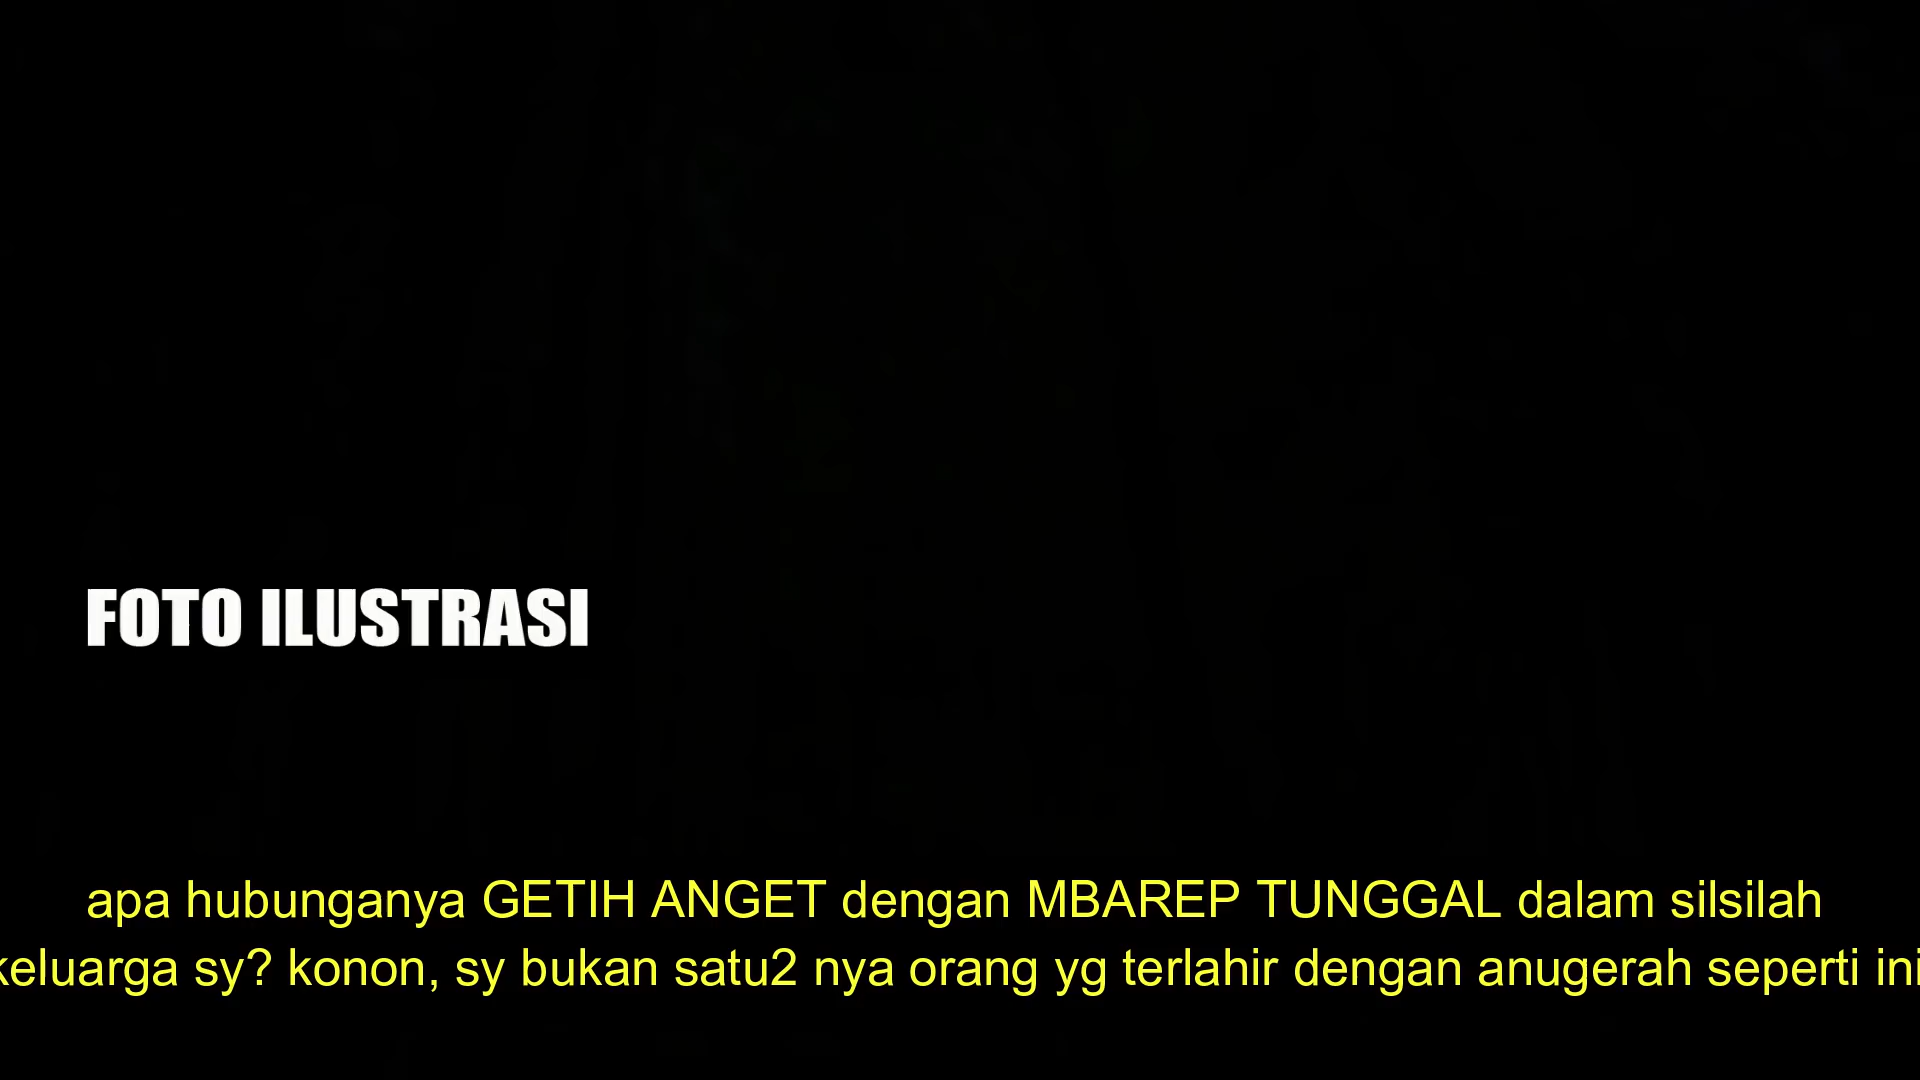 FOTO ILUSTRASI
apa hubunganya GETIH ANGET dengan MBAREP TUNGGAL dalam silsilah
keluarga sy? konon, sy bukan satu2 nya orang yg terlahir dengan anugerah seperti ini